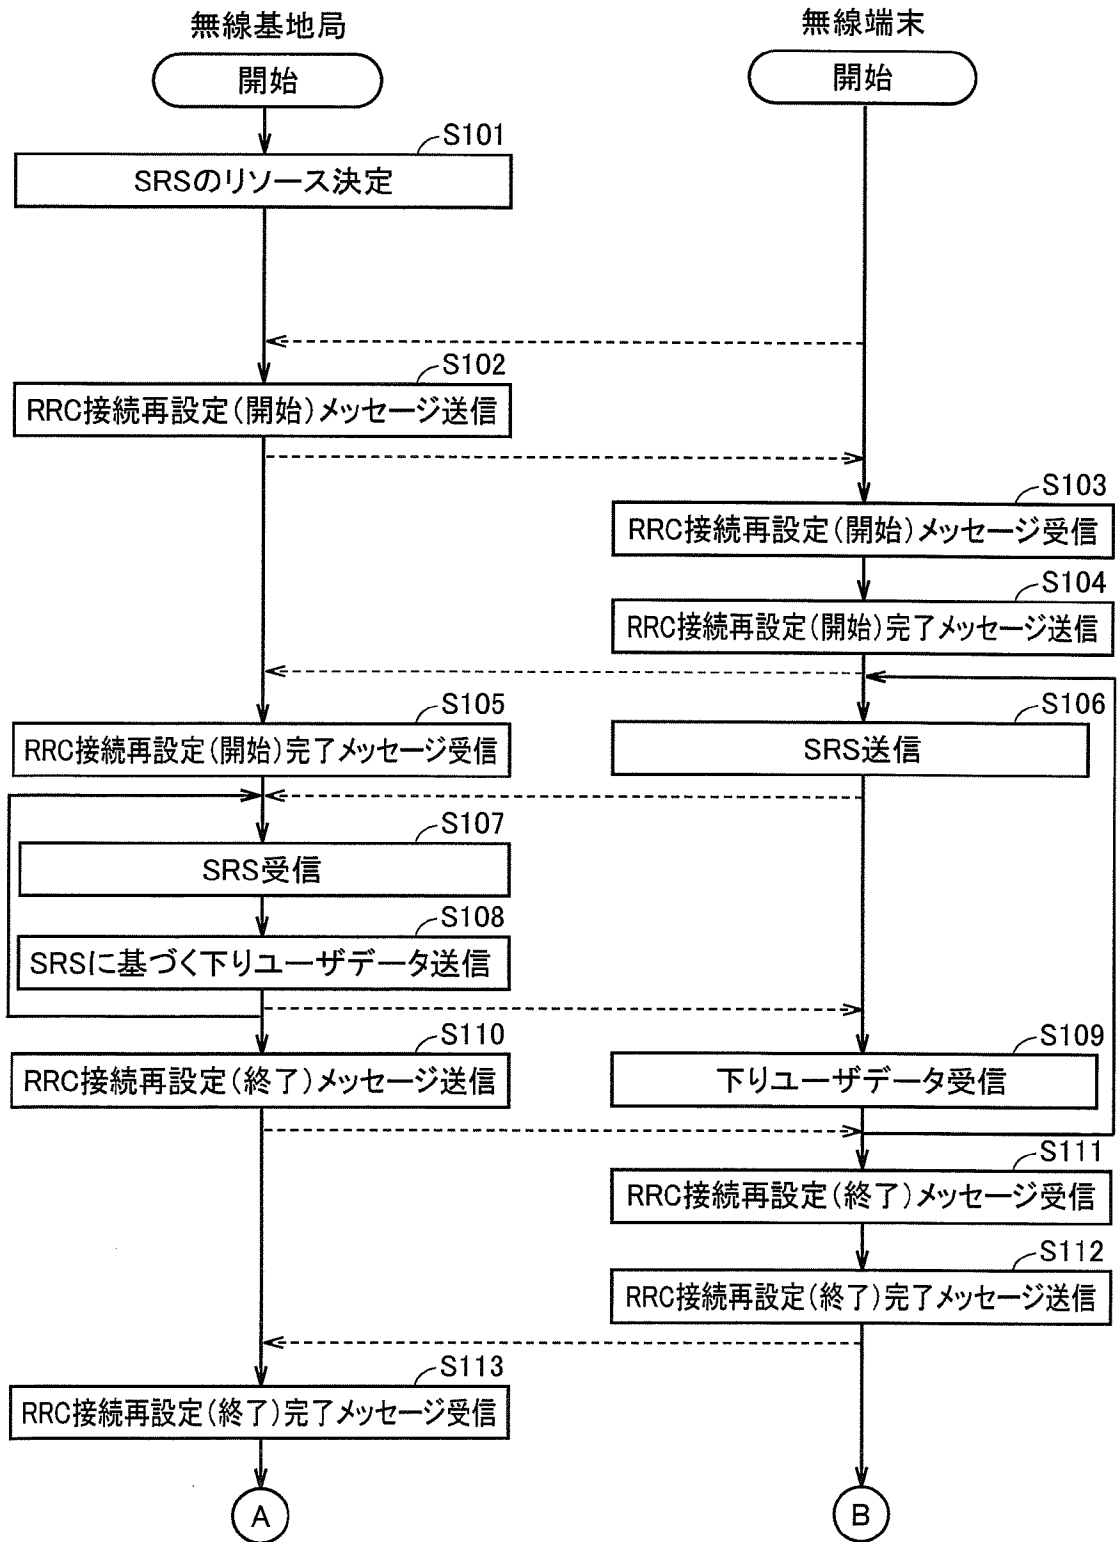 無線基地局
無線端末
開始
開始
S101
SRSのリソース決定
S102
RRC接続再設定(開始)メッセージ送信
S103
RRC接続再設定(開始)メッセージ受信
S104
RRC接続再設定(開始)完了メッセージ送信
S105
RRC接続再設定(開始)完了メッセージ受信
S106
SRS送信
S107
SRS受信
S108
SRSに基づく下りユーザデータ送信
S110
RRC接続再設定(終了)メッセージ送信
S109
下りユーザデータ受信
S111
RRC接続再設定(終了)メッセージ受信
S112
RRC接続再設定(終了)完了メッセージ送信
S113
RRC接続再設定(終了)完了メッセージ受信
A
B